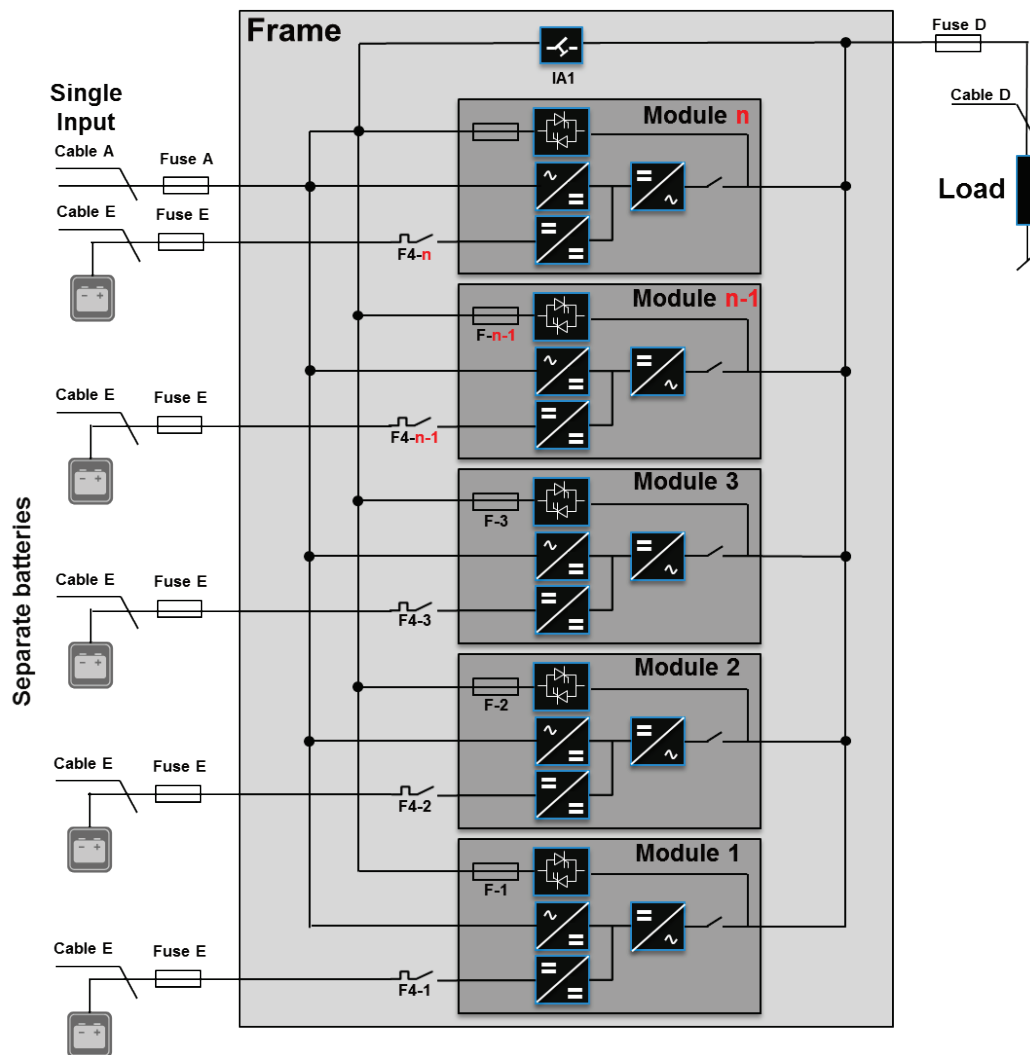 Frame
Fuse D
IA1
Single
Input
Cable D
Module n
Cable A
Fuse A
Load
Cable E
Fuse E
F4-n
Module n-1
F-n-1
Cable E
Fuse E
F4-n-1
Module 3
F-3
Separate batteries
Cable E
Fuse E
F4-3
Module 2
F-2
Cable E
Fuse E
F4-2
Module 1
F-1
Cable E
Fuse E
F4-1